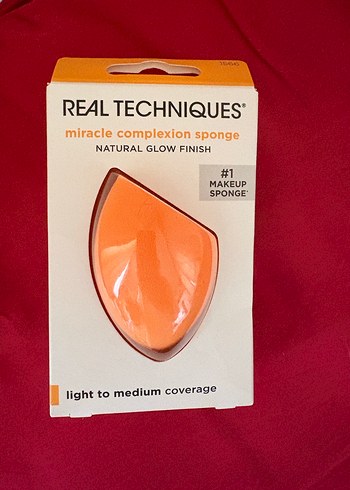 REAL TECHNIQUES®
miracle complexion sponge
NATURAL GLOW FINISH
#1
MAKEUP
SPONGE*
light to medium coverage